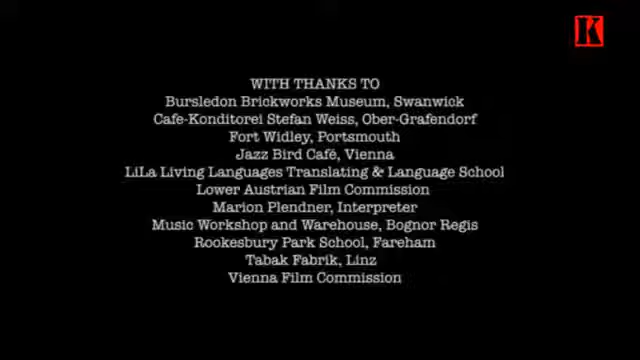 K
WITH THANKS TO
Bursledon Brickworks Museum, Swanwick
Cafe-Konditorei Stefan Weiss, Ober-Grafendorf
Fort Widley, Portsmouth
Jazz Bird Café, Vienna
LiLa Living Languages Translating & Language School
Lower Austrian Film Commission
Marion Plendner, Interpreter
Music Workshop and Warehouse, Bognor Regis
Rookesbury Park School, Fareham
Tabak Fabrik, Linz
Vienna Film Commission